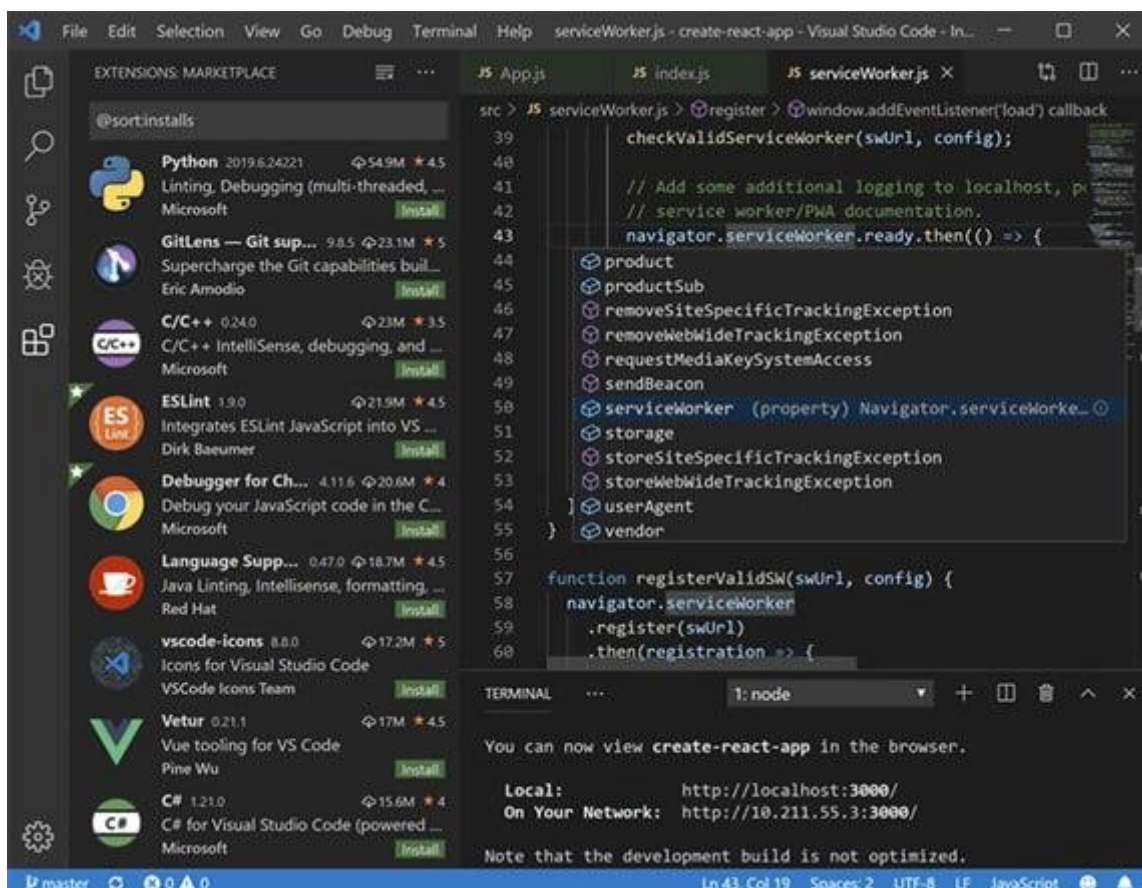 File Edit Selection View Go Debug Terminal Help serviceWorker.js - create-react-app - Visual Studio Code - In...
EXTENSIONS: MARKETPLACE
@sort:installs
Python 2019.6.24221 54.9M ★ 4.5
Linting, Debugging (multi-threaded, ...
Microsoft Install
GitLens — Git sup... 9.8.5 23.1M ★ 5
Supercharge the Git capabilities buil...
Eric Amodio Install
C/C++ 0.24.0 23M ★ 3.5
C/C++
C/C++ IntelliSense, debugging, and ...
Microsoft Install
ESLint 1.9.0 21.9M ★ 4.5
ES
Lint
Integrates ESLint JavaScript into VS ...
Dirk Baeumer Install
Debugger for Ch... 4.11.6 20.6M ★ 4
Debug your JavaScript code in the C...
Microsoft Install
Language Supp... 0.47.0 18.7M ★ 4.5
Java Linting, Intellisense, formatting, ...
Red Hat Install
vscode-icons 8.8.0 17.2M ★ 5
Icons for Visual Studio Code
VSCode Icons Team Install
Vetur 0.21.1 17M ★ 4.5
Vue tooling for VS Code
Pine Wu Install
C# 1.21.0 15.6M ★ 4
C#
C# for Visual Studio Code (powered ...
Microsoft Install
JS App.js JS index.js JS serviceWorker.js ×
src > JS serviceWorker.js > register > window.addEventListener('load') callback
39 checkValidServiceWorker(swUrl, config);
40
41 // Add some additional logging to localhost,
42 // service worker/PWA documentation.
43 navigator.serviceWorker.ready.then(() => {
44 product
45 productSub
46 removeSiteSpecificTrackingException
47 removeWebWideTrackingException
48 requestMediaKeySystemAccess
49 sendBeacon
50 serviceWorker (property) Navigator.serviceWorke...
51 storage
52 storeSiteSpecificTrackingException
53 storeWebWideTrackingException
54 } userAgent
55 } vendor
56
57 function registerValidSW(swUrl, config) {
58 navigator.serviceWorker
59 .register(swUrl)
60 .then(registration => {
TERMINAL ... 1: node
You can now view create-react-app in the browser.
Local: http://localhost:3000/
On Your Network: http://10.211.55.3:3000/
Note that the development build is not optimized.
master 0 0 Ln 43, Col 19 Spaces: 2 UTF-8 LF JavaScript